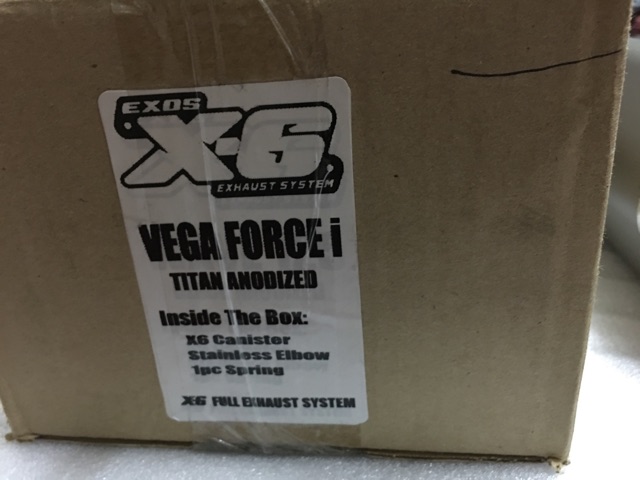 EXOS
X-6
EXHAUST SYSTEM
VEGA FORCE i
TITAN ANODIZED
Inside The Box:
X6 Canister
Stainless Elbow
1pc Spring
X-6 FULL EXHAUST SYSTEM